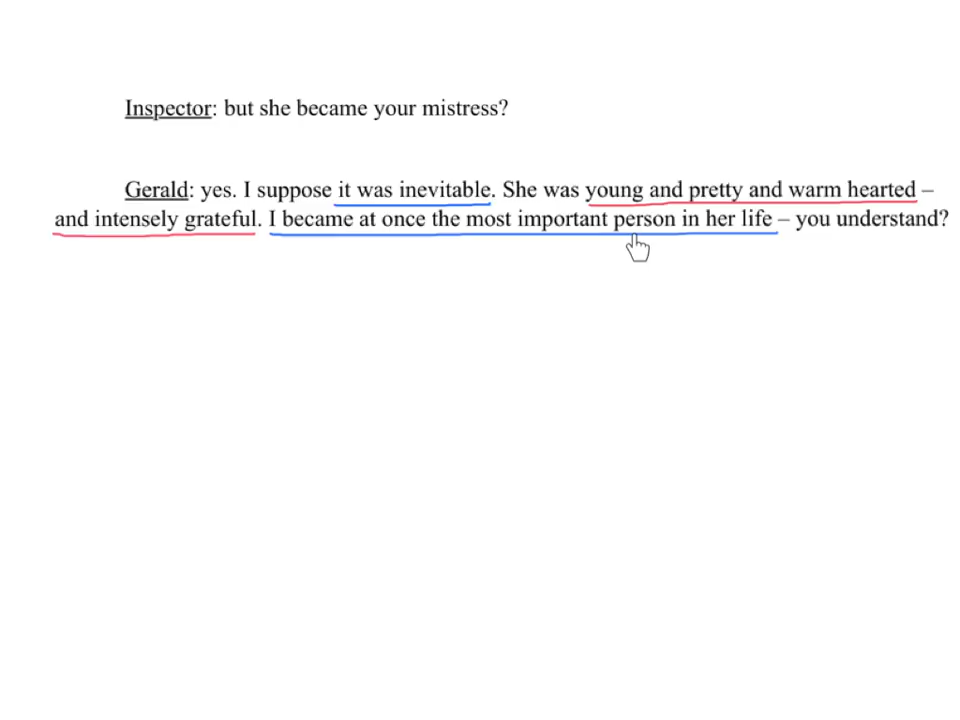 Inspector: but she became your mistress?
Gerald: yes. I suppose it was inevitable. She was young and pretty and warm hearted –
and intensely grateful. I became at once the most important person in her life – you understand?